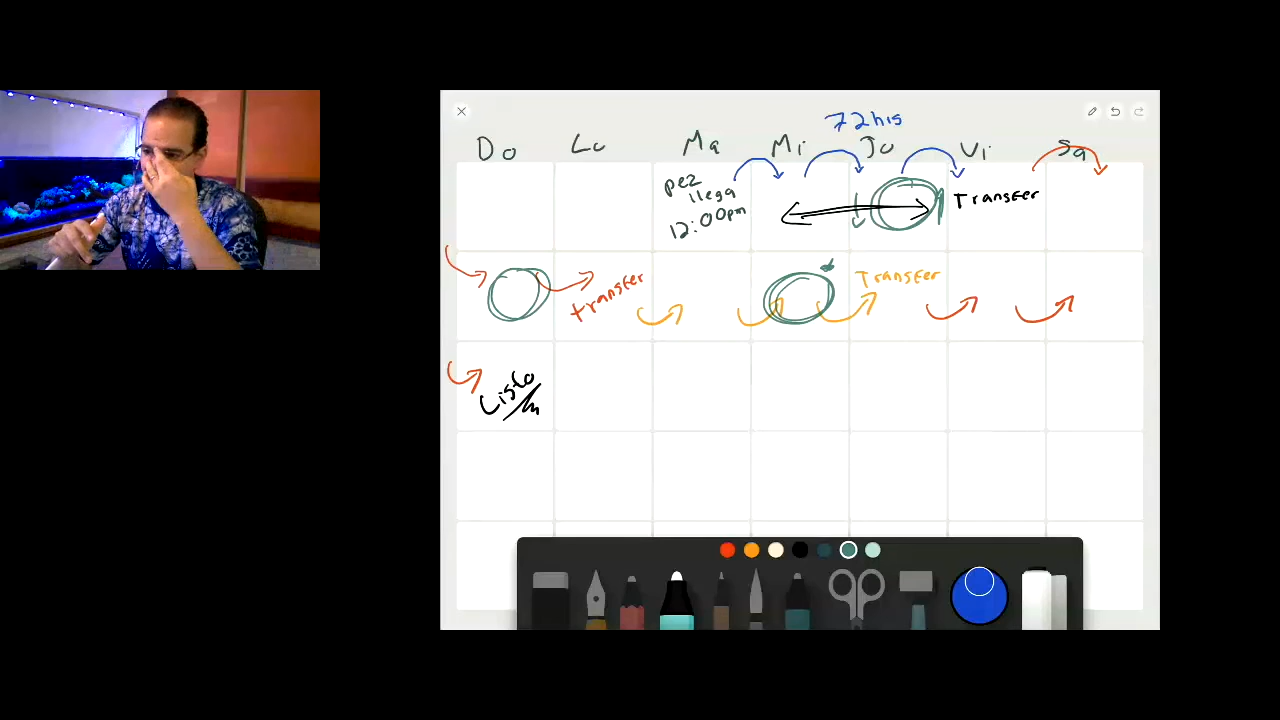 72hrs
Do Lu Ma Mi Ju Vi Sa
pez
llega
12:00pm
Transfer
transfer
Transfer
Listo